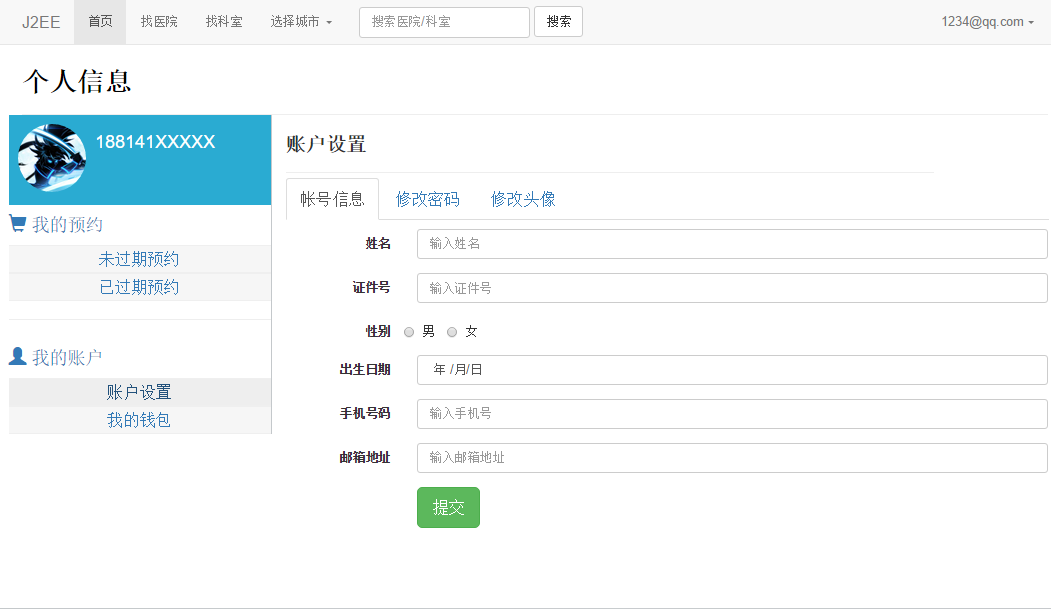 J2EE 首页 找医院 找科室 选择城市 搜索医院/科室 搜索 1234@qq.com
个人信息
188141XXXXX
我的预约
未过期预约
已过期预约
我的账户
账户设置
我的钱包
账户设置
帐号信息 修改密码 修改头像
姓名 输入姓名
证件号 输入证件号
性别 男 女
出生日期 年 /月/日
手机号码 输入手机号
邮箱地址 输入邮箱地址
提交